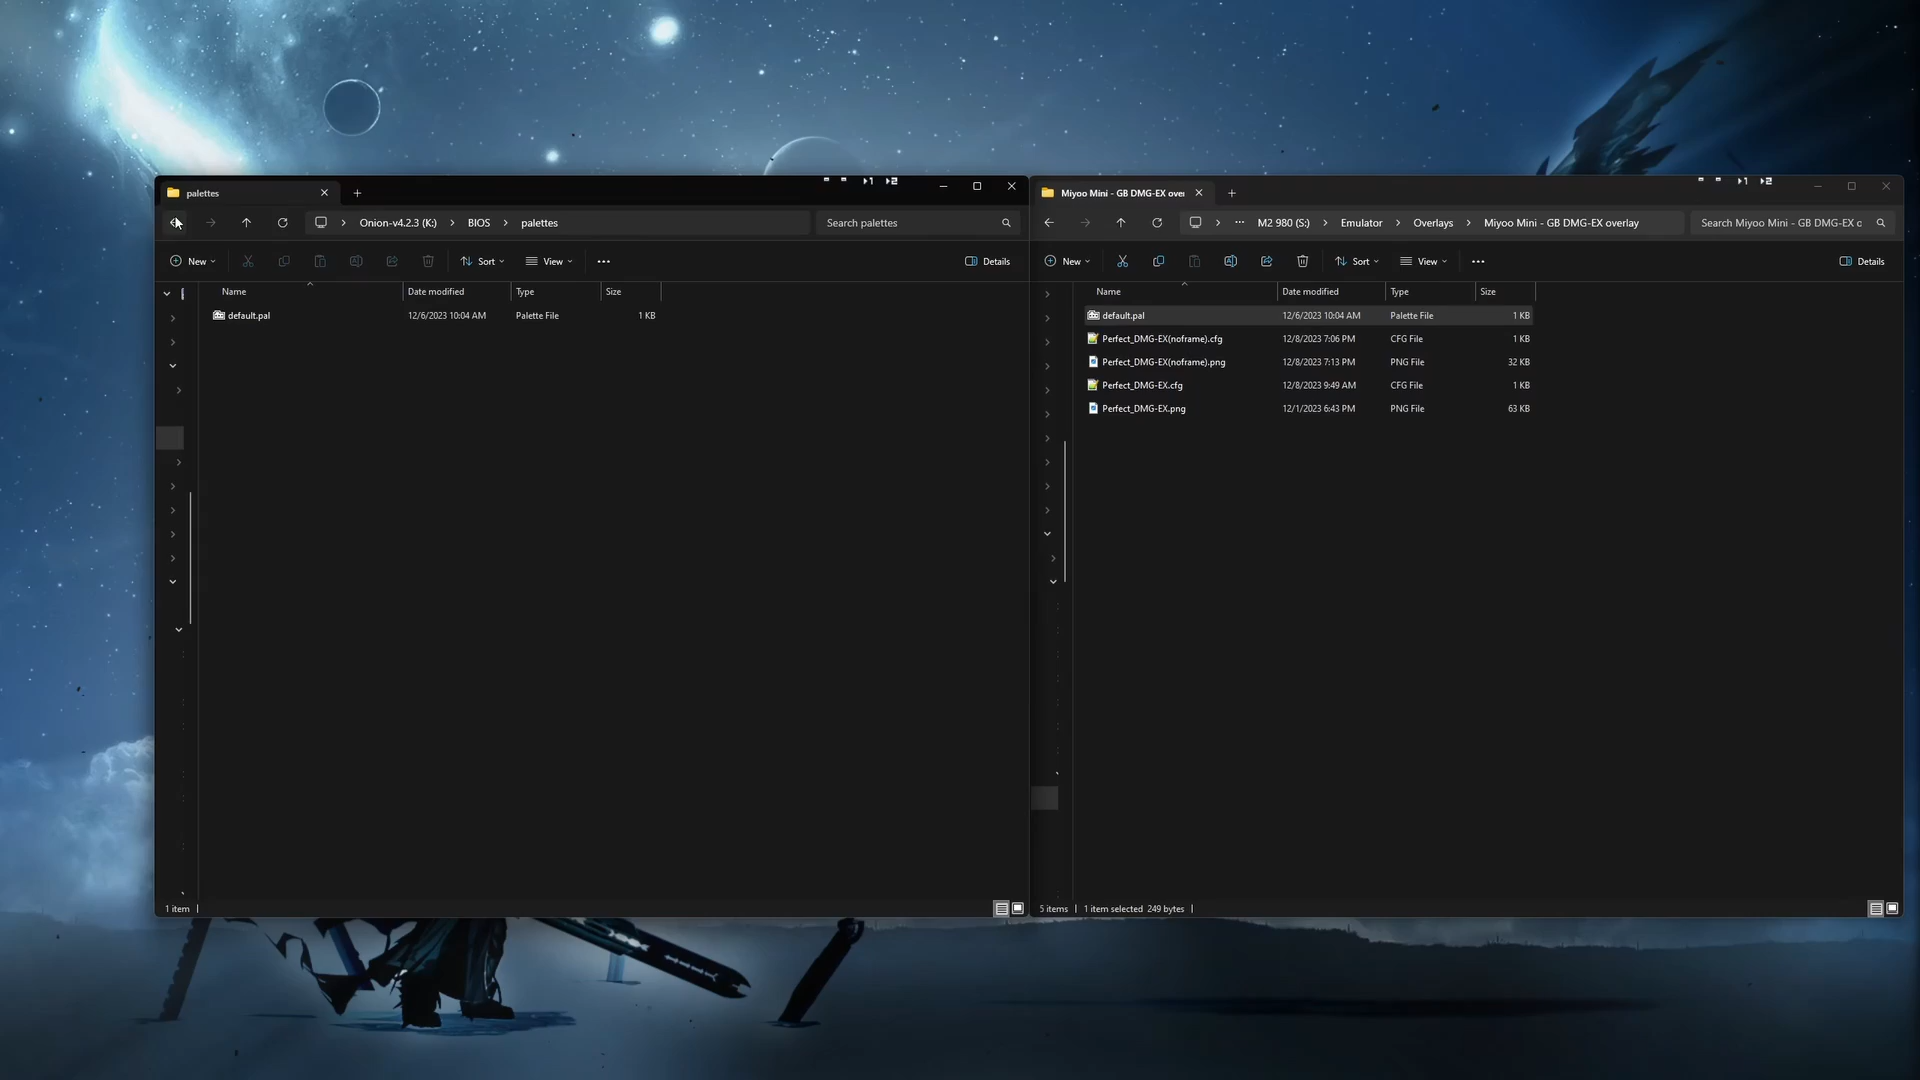 palettes
Onion-v4.2.3 (K:) BIOS palettes
Search palettes
New Sort View Details
Name Date modified Type Size
default.pal 12/6/2023 10:04 AM Palette File 1 KB
1 item
Miyoo Mini - GB DMG-EX over
M2 980 (S:) Emulator Overlays Miyoo Mini - GB DMG-EX overlay
Search Miyoo Mini - GB DMG-EX c
New Sort View Details
Name Date modified Type Size
default.pal 12/6/2023 10:04 AM Palette File 1 KB
Perfect_DMG-EX(noframe).cfg 12/8/2023 7:06 PM CFG File 1 KB
Perfect_DMG-EX(noframe).png 12/8/2023 7:13 PM PNG File 32 KB
Perfect_DMG-EX.cfg 12/8/2023 9:49 AM CFG File 1 KB
Perfect_DMG-EX.png 12/1/2023 6:43 PM PNG File 63 KB
5 items 1 item selected 249 bytes